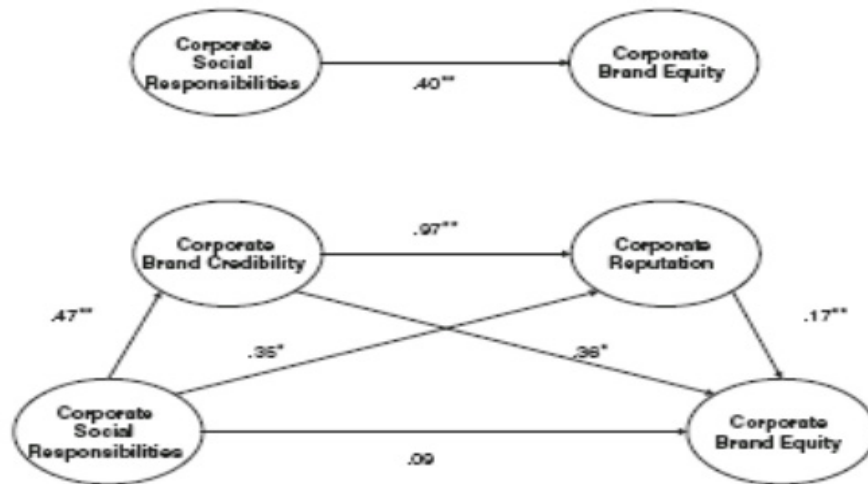 Corporate
Social
Responsibilities
Corporate
Brand Equity
.40**
Corporate
Brand Credibility
.97**
Corporate
Reputation
.47**
.35*
.36*
.17**
Corporate
Social
Responsibilities
.09
Corporate
Brand Equity